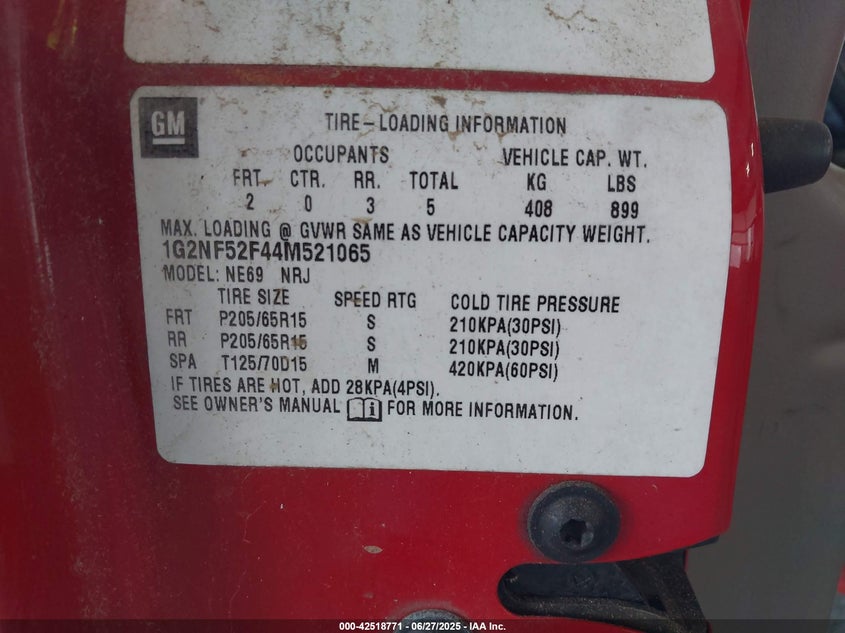 GM
TIRE-LOADING INFORMATION
OCCUPANTS VEHICLE CAP. WT.
FRT. CTR. RR. TOTAL KG LBS
2 0 3 5 408 899
MAX. LOADING @ GVWR SAME AS VEHICLE CAPACITY WEIGHT.
1G2NF52F44M521065
MODEL: NE69 NRJ
TIRE SIZE SPEED RTG COLD TIRE PRESSURE
FRT P205/65R15 S 210KPA(30PSI)
RR P205/65R15 S 210KPA(30PSI)
SPA T125/70D15 M 420KPA(60PSI)
IF TIRES ARE HOT, ADD 28KPA(4PSI).
SEE OWNER'S MANUAL i FOR MORE INFORMATION.
000-42518771 06/27/2025 IAA Inc.